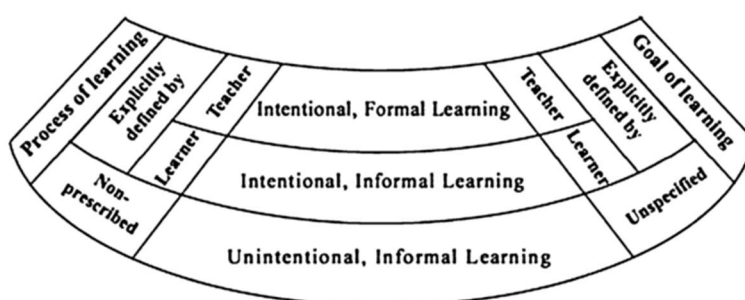 Process of learning
Explicitly
defined by
Teacher
Learner
Non-
prescribed
Intentional, Formal Learning
Intentional, Informal Learning
Unintentional, Informal Learning
Teacher
Learner
Explicitly
defined by
Unspecified
Goal of learning